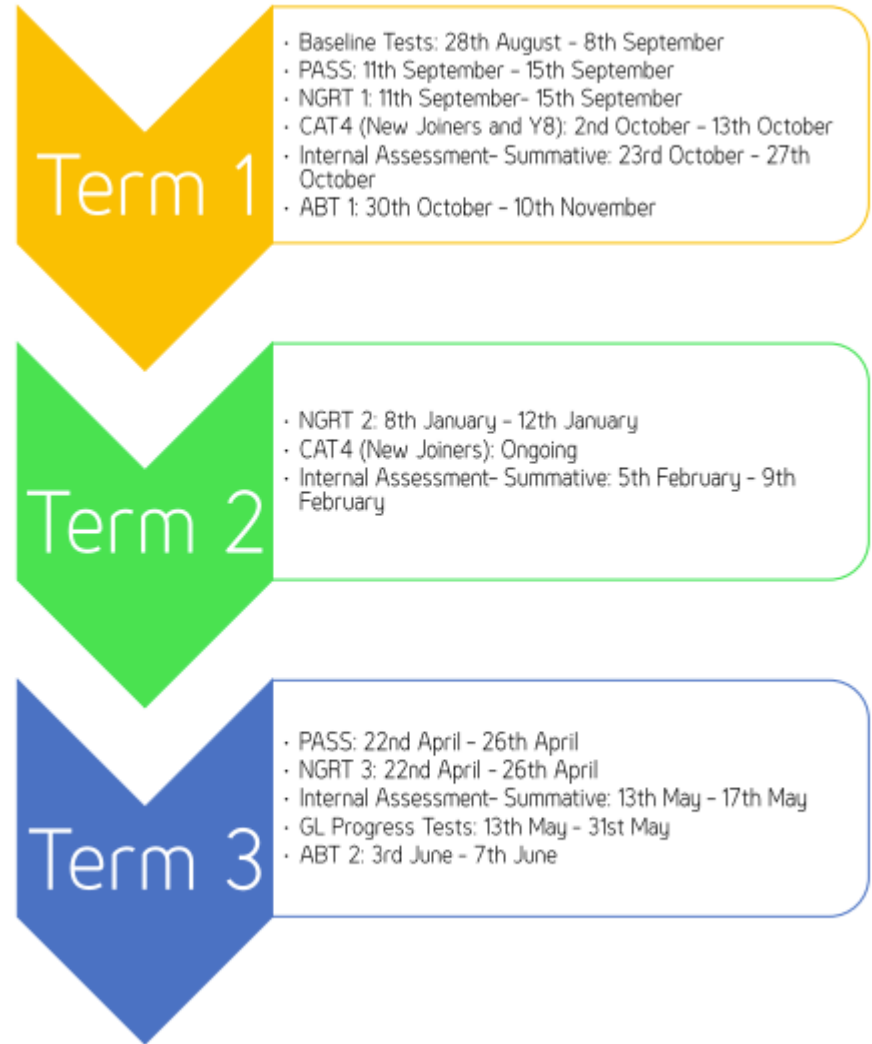 Term 1
· Baseline Tests: 28th August - 8th September
· PASS: 11th September - 15th September
· NGRT 1: 11th September- 15th September
· CAT4 (New Joiners and Y8): 2nd October - 13th October
· Internal Assessment- Summative: 23rd October - 27th
October
· ABT 1: 30th October - 10th November
Term 2
· NGRT 2: 8th January - 12th January
· CAT4 (New Joiners): Ongoing
· Internal Assessment- Summative: 5th February - 9th
February
Term 3
· PASS: 22nd April - 26th April
· NGRT 3: 22nd April - 26th April
· Internal Assessment- Summative: 13th May - 17th May
· GL Progress Tests: 13th May - 31st May
· ABT 2: 3rd June - 7th June